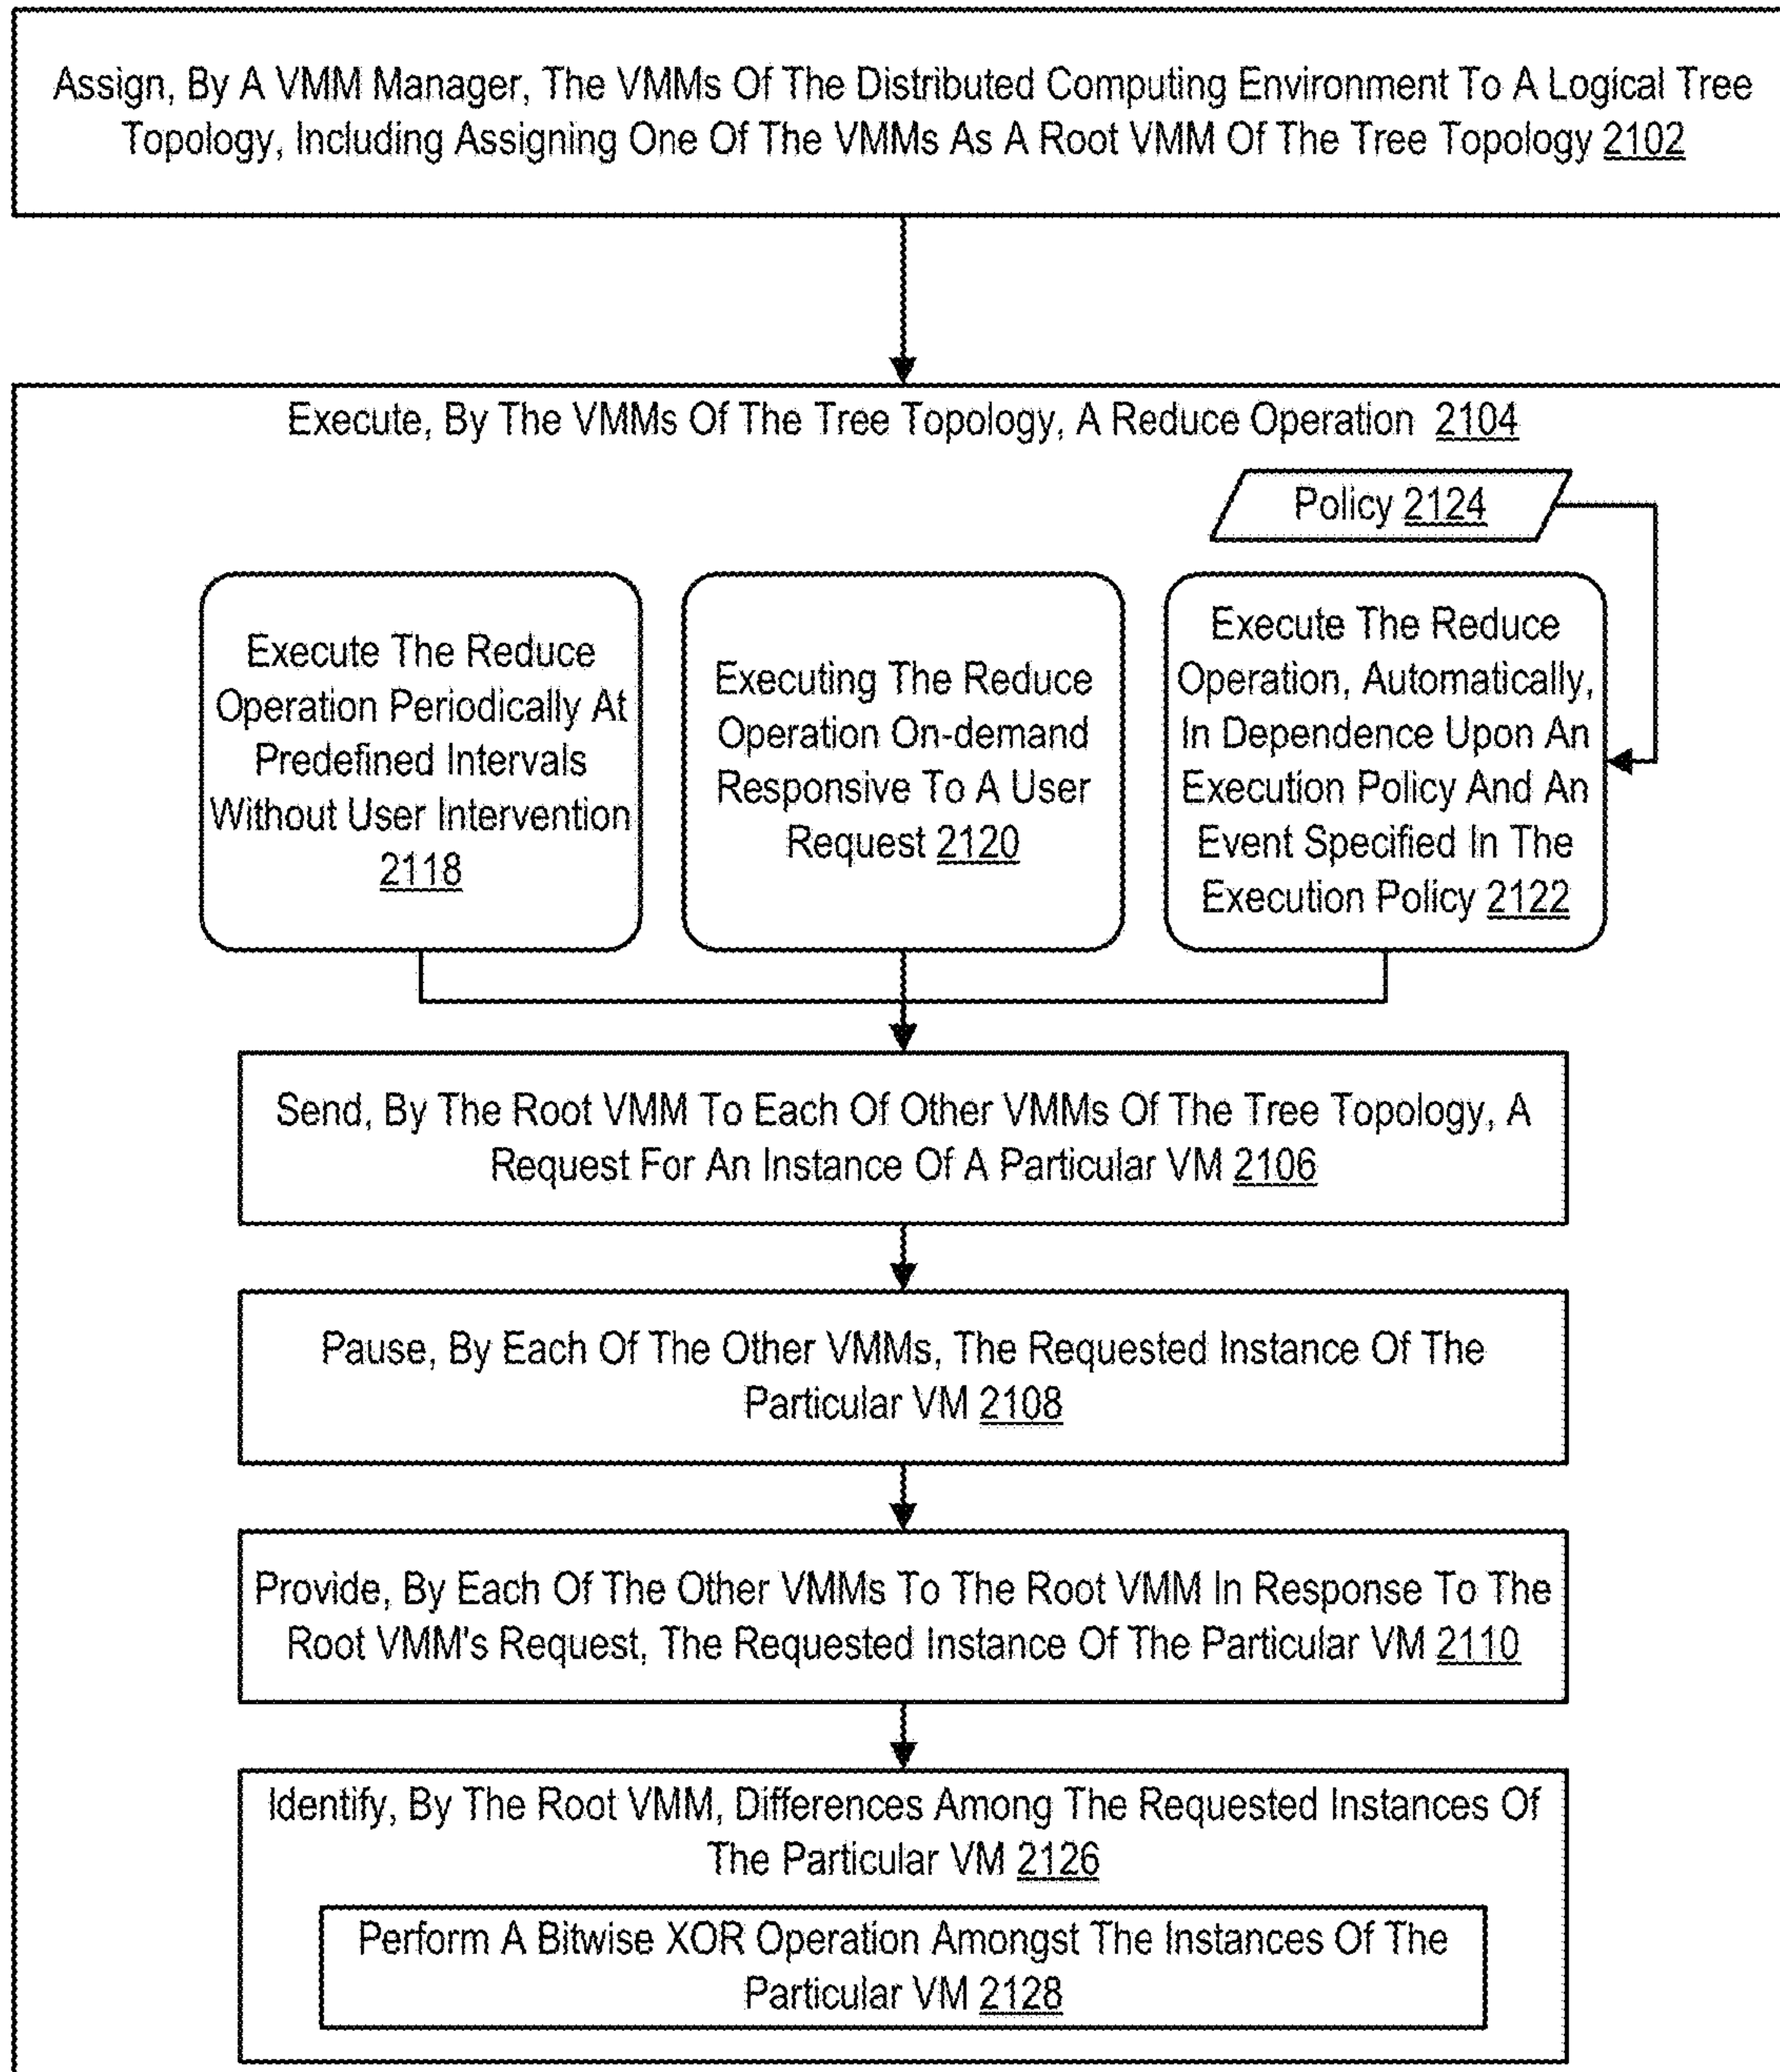 Assign, By A VMM Manager, The VMMs Of The Distributed Computing Environment To A Logical Tree
Topology, Including Assigning One Of The VMMs As A Root VMM Of The Tree Topology 2102
Execute, By The VMMs Of The Tree Topology, A Reduce Operation 2104
Policy 2124
Execute The Reduce
Operation Periodically At
Predefined Intervals
Without User Intervention
2118
Executing The Reduce
Operation On-demand
Responsive To A User
Request 2120
Execute The Reduce
Operation, Automatically,
In Dependence Upon An
Execution Policy And An
Event Specified In The
Execution Policy 2122
Send, By The Root VMM To Each Of Other VMMs Of The Tree Topology, A
Request For An Instance Of A Particular VM 2106
Pause, By Each Of The Other VMMs, The Requested Instance Of The
Particular VM 2108
Provide, By Each Of The Other VMMs To The Root VMM In Response To The
Root VMM's Request, The Requested Instance Of The Particular VM 2110
Identify, By The Root VMM, Differences Among The Requested Instances Of
The Particular VM 2126
Perform A Bitwise XOR Operation Amongst The Instances Of The
Particular VM 2128